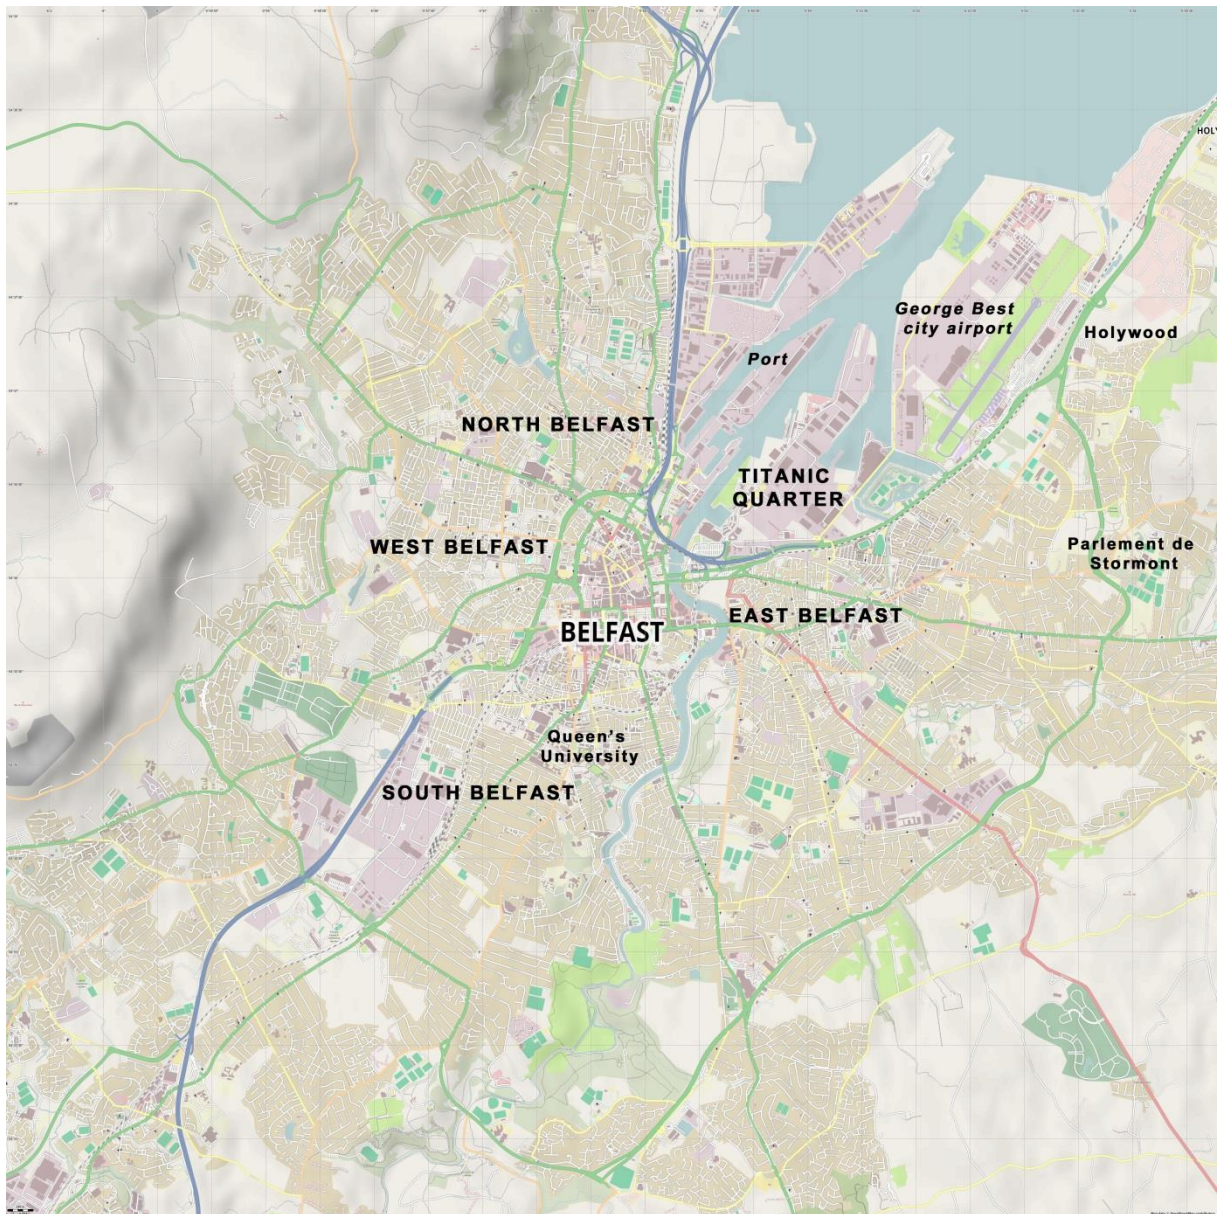 HOLY
George Best
city airport
Holywood
Port
NORTH BELFAST
TITANIC
QUARTER
WEST BELFAST
Parlement de
Stormont
EAST BELFAST
BELFAST
Queen's
University
SOUTH BELFAST